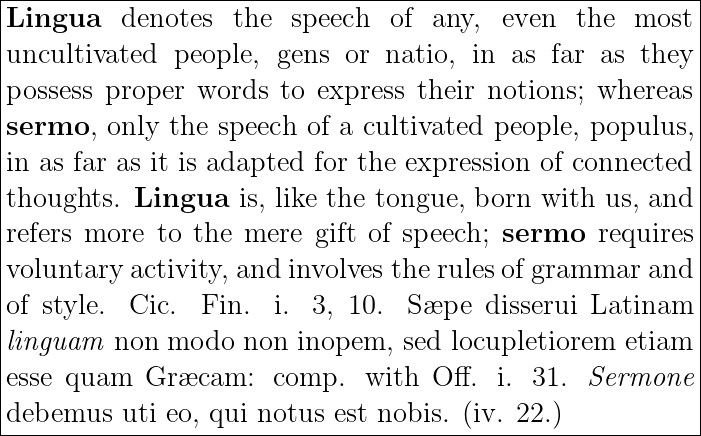 Lingua denotes the speech of any, even the most
uncultivated people, gens or natio, in as far as they
possess proper words to express their notions; whereas
sermo, only the speech of a cultivated people, populus,
in as far as it is adapted for the expression of connected
thoughts. Lingua is, like the tongue, born with us, and
refers more to the mere gift of speech; sermo requires
voluntary activity, and involves the rules of grammar and
of style. Cic. Fin. i. 3, 10. Sæpe disserui Latinam
linguam non modo non inopem, sed locupletiorem etiam
esse quam Græcam: comp. with Off. i. 31. Sermone
debemus uti eo, qui notus est nobis. (iv. 22.)